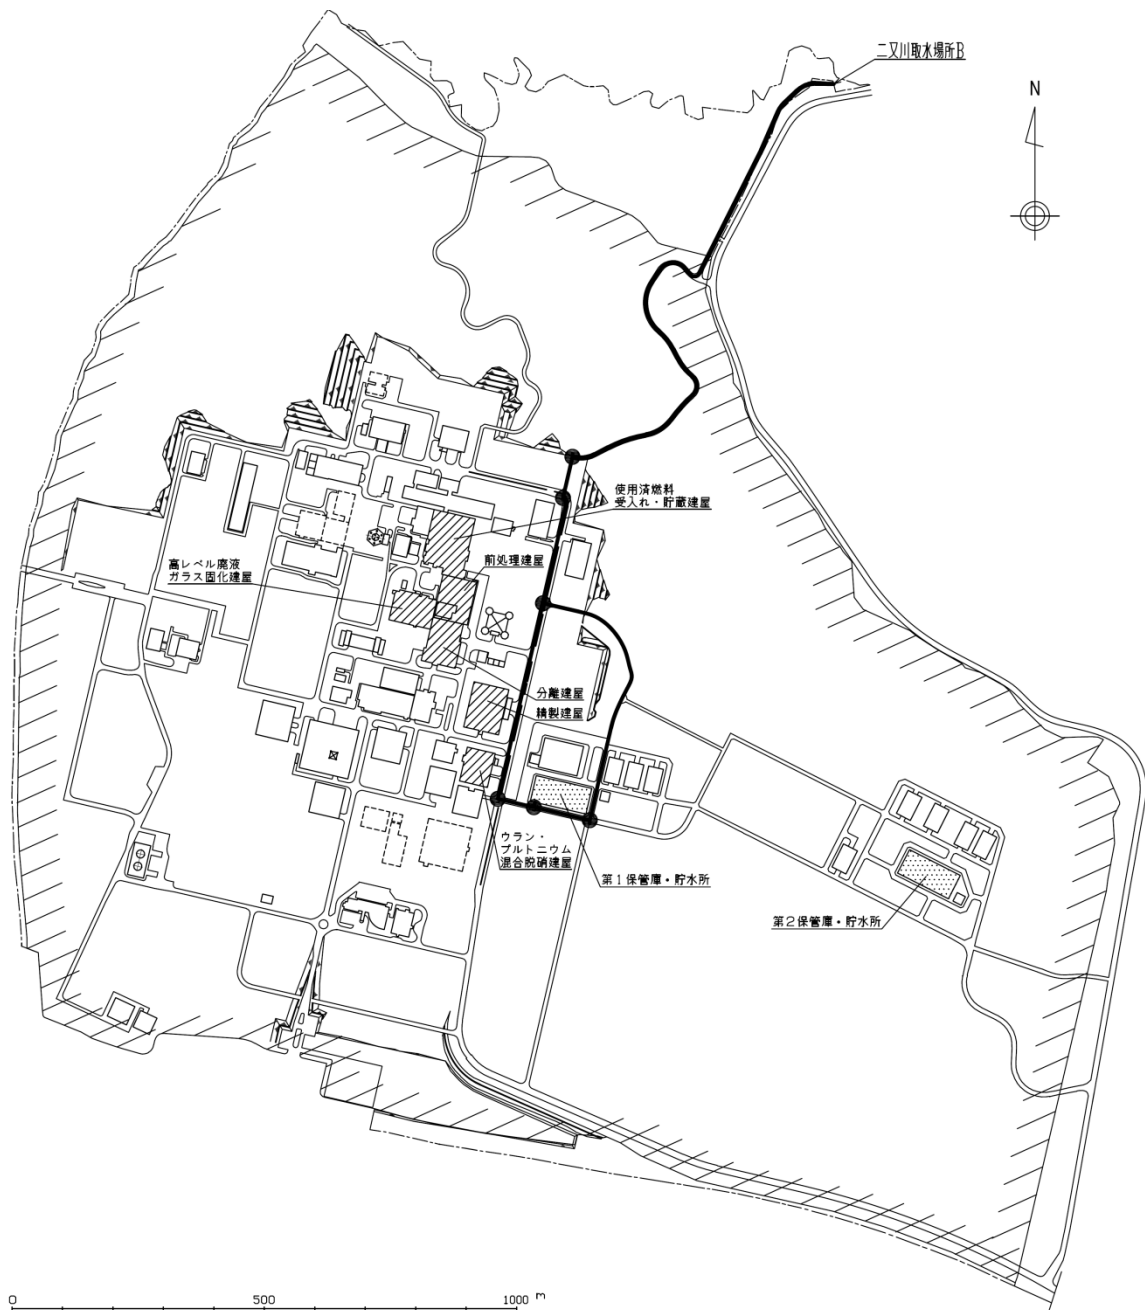 二又川取水場所B
N
使用済燃料
受入れ・貯蔵建屋
前処理建屋
高レベル廃液
ガラス固化建屋
分離建屋
精製建屋
ウラン・
プルトニウム
混合脱硝建屋
第1保管庫・貯水所
第2保管庫・貯水所
0 500 1000 m